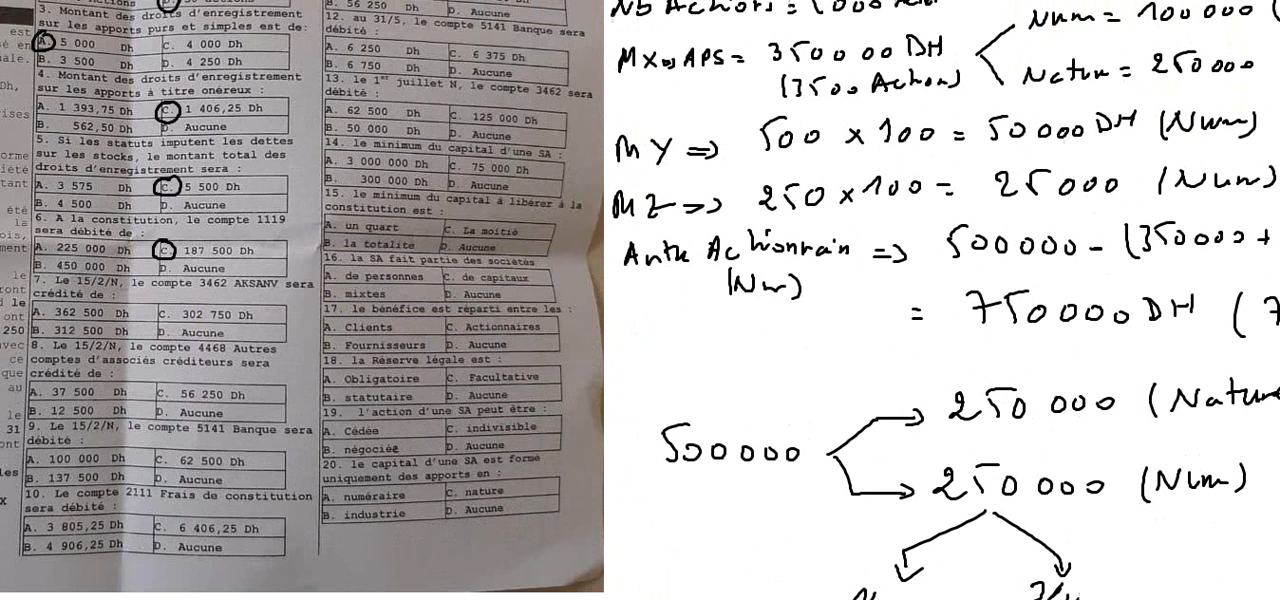 3. Montant des droits d'enregistrement
sur les apports purs et simples est de:
A. 5 000 Dh C. 4 000 Dh
B. 3 500 Dh D. 4 250 Dh
4. Montant des droits d'enregistrement
sur les apports à titre onéreux :
A. 1 393,75 Dh C. 1 406,25 Dh
B. 562,50 Dh D. Aucune
5. Si les statuts imputent les dettes
sur les stocks, le montant total des
droits d'enregistrement sera :
A. 3 575 Dh C. 5 500 Dh
B. 4 500 Dh D. Aucune
6. A la constitution, le compte 1119
sera débité de :
A. 225 000 Dh C. 187 500 Dh
B. 450 000 Dh D. Aucune
7. Le 15/2/N, le compte 3462 AKSANV sera
crédité de :
A. 362 500 Dh C. 302 750 Dh
B. 312 500 Dh D. Aucune
8. Le 15/2/N, le compte 4468 Autres
comptes d'associés créditeurs sera
crédité de :
A. 37 500 Dh C. 56 250 Dh
B. 12 500 Dh D. Aucune
9. Le 15/2/N, le compte 5141 Banque sera
débité :
A. 100 000 Dh C. 62 500 Dh
B. 137 500 Dh D. Aucune
10. Le compte 2111 Frais de constitution
sera débité :
A. 3 805,25 Dh C. 6 406,25 Dh
B. 4 906,25 Dh D. Aucune
B. 56 250 Dh D. Aucune
12. au 31/5, le compte 5141 Banque sera
débité :
A. 6 250 Dh C. 6 375 Dh
B. 6 750 Dh D. Aucune
13. le 1er juillet N, le compte 3462 sera
débité :
A. 62 500 Dh C. 125 000 Dh
B. 50 000 Dh D. Aucune
14. le minimum du capital d'une SA :
A. 3 000 000 Dh C. 75 000 Dh
B. 300 000 Dh D. Aucune
15. le minimum du capital à libérer à la
constitution est :
A. un quart C. La moitié
B. la totalité D. Aucune
16. la SA fait partie des sociétés
A. de personnes C. de capitaux
B. mixtes D. Aucune
17. le bénéfice est réparti entre les :
A. Clients C. Actionnaires
B. Fournisseurs D. Aucune
18. la Réserve légale est :
A. Obligatoire C. Facultative
B. statutaire D. Aucune
19. l'action d'une SA peut être :
A. Cédée C. indivisible
B. négociée D. Aucune
20. le capital d'une SA est formé
uniquement des apports en :
A. numéraire C. nature
B. industrie D. Aucune
Num = 100 000
MX => APS = 350000 DH
(3500 Action)
Nature = 250000
MY => 500 x 100 = 50000 DH (Num)
MZ => 250 x 100 = 25000 (Num)
Autre Actionnain => 500000 - (350000 +
(Num)
= 750000 DH (7
500000
250 000 (Nature
250 000 (Num)